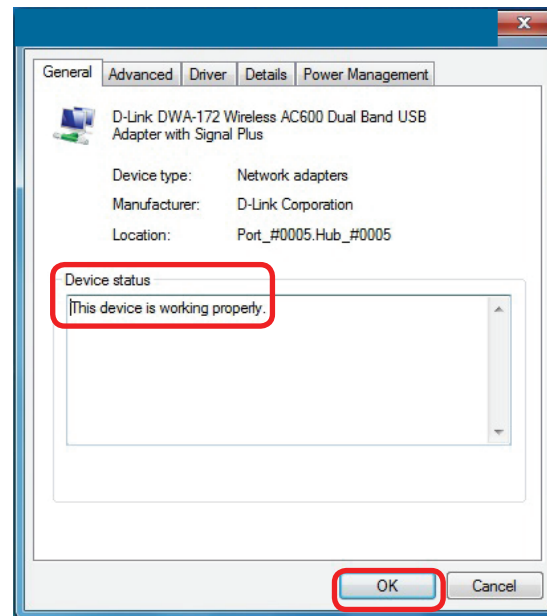 x
General Advanced Driver Details Power Management
D-Link DWA-172 Wireless AC600 Dual Band USB
Adapter with Signal Plus
Device type: Network adapters
Manufacturer: D-Link Corporation
Location: Port_#0005.Hub_#0005
Device status
This device is working properly.
OK Cancel